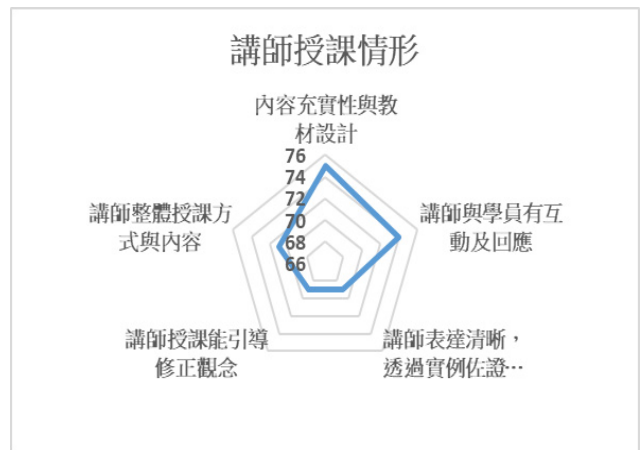 講師授課情形
內容充實性與教
材設計
76
74
72
70
68
66
講師與學員有互
動及回應
講師表達清晰，
透過實例佐證…
講師授課能引導
修正觀念
講師整體授課方
式與內容